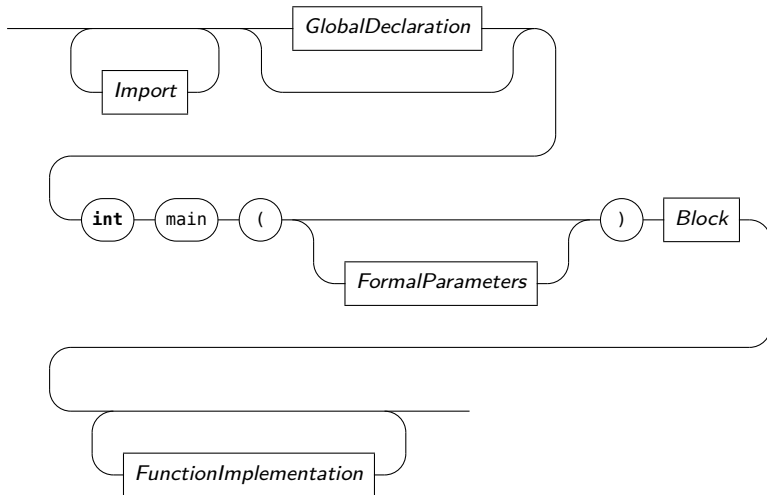 GlobalDeclaration
Import
int main ( ) Block
FormalParameters
FunctionImplementation